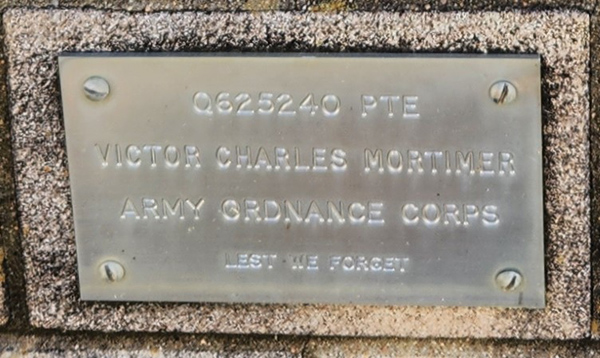 Q625240 PTE
VICTOR CHARLES MORTIMER
ARMY ORDNANCE CORPS
LEST WE FORGET